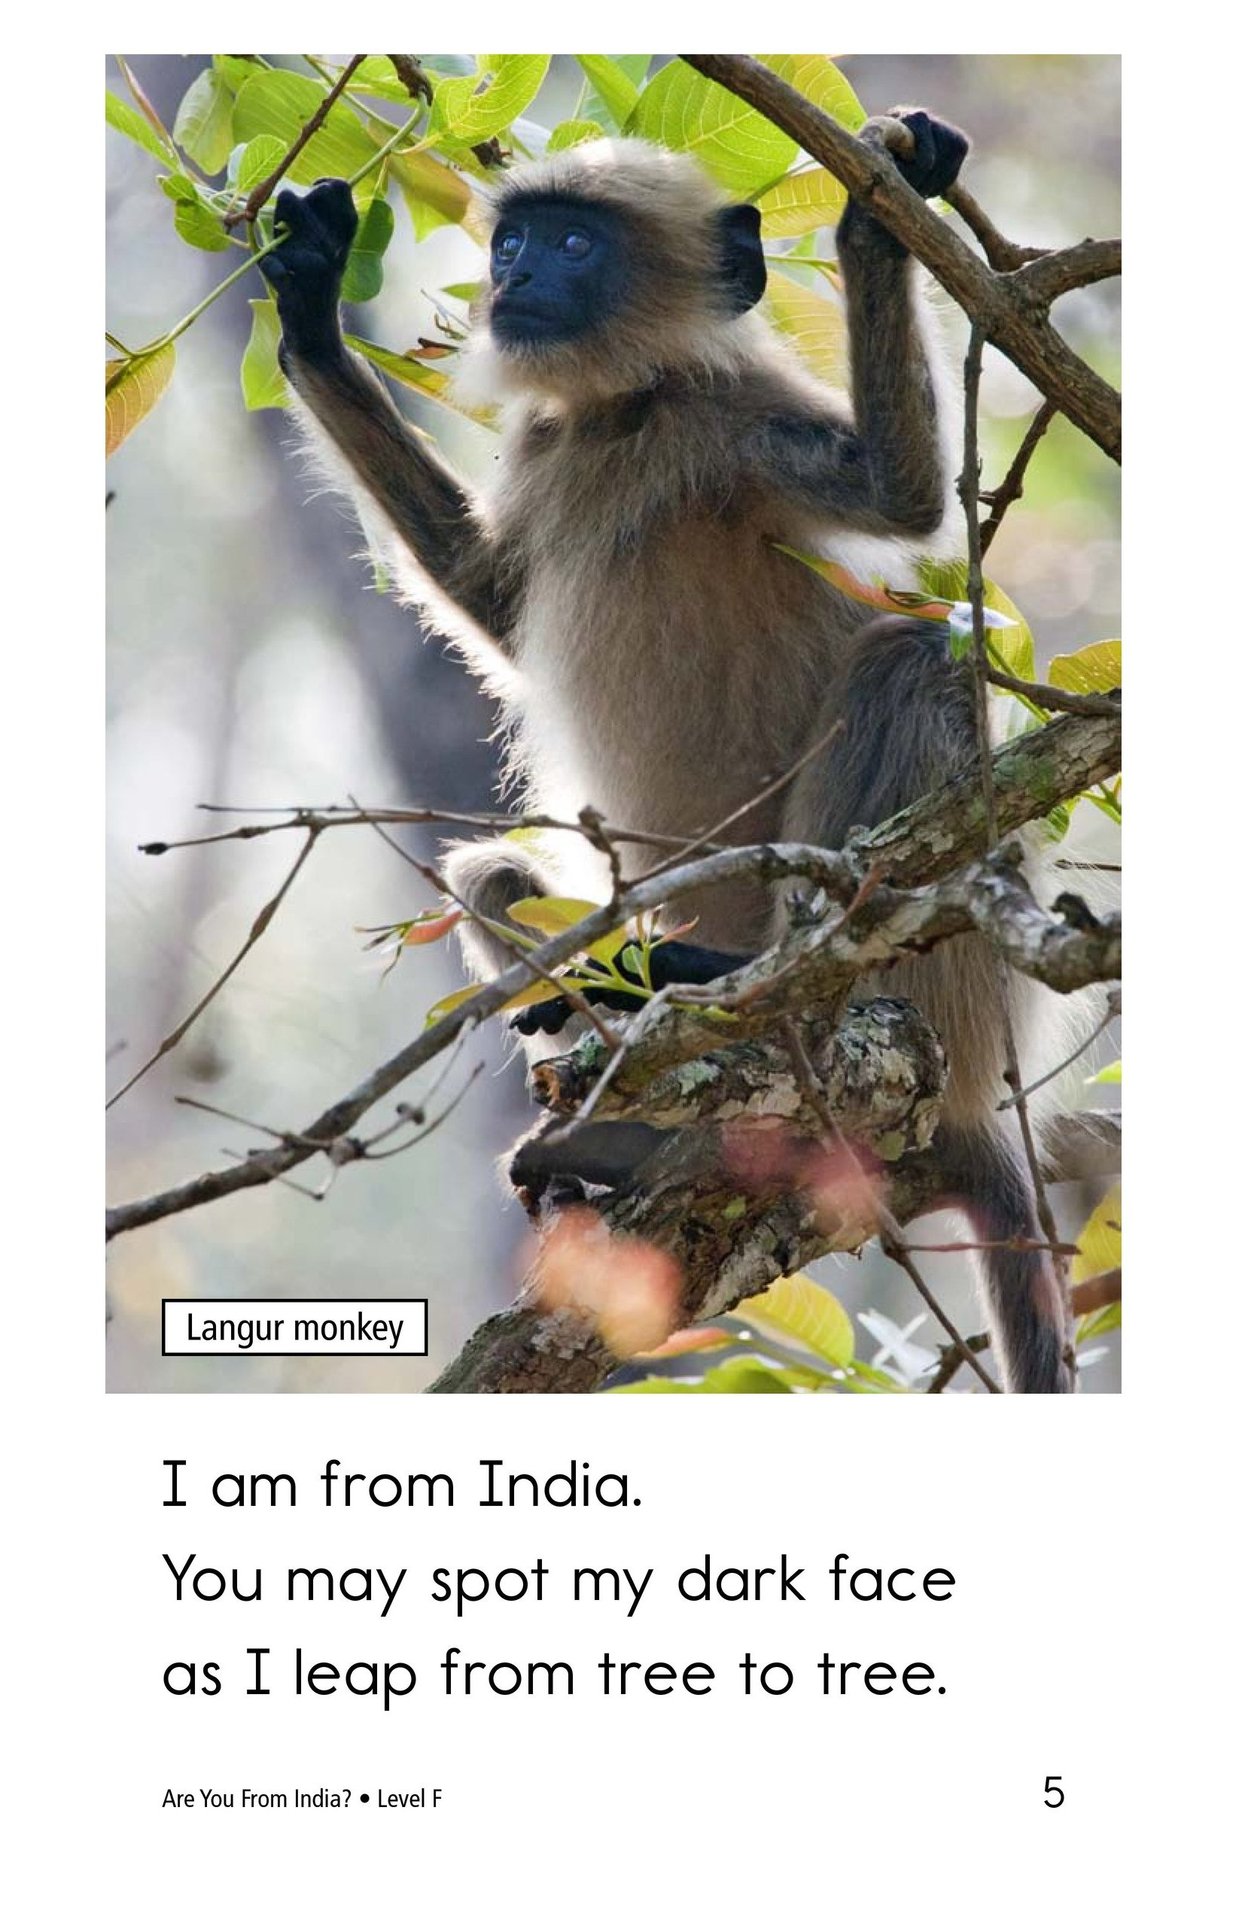 Langur monkey
I am from India.
You may spot my dark face
as I leap from tree to tree.
Are You From India? • Level F
5